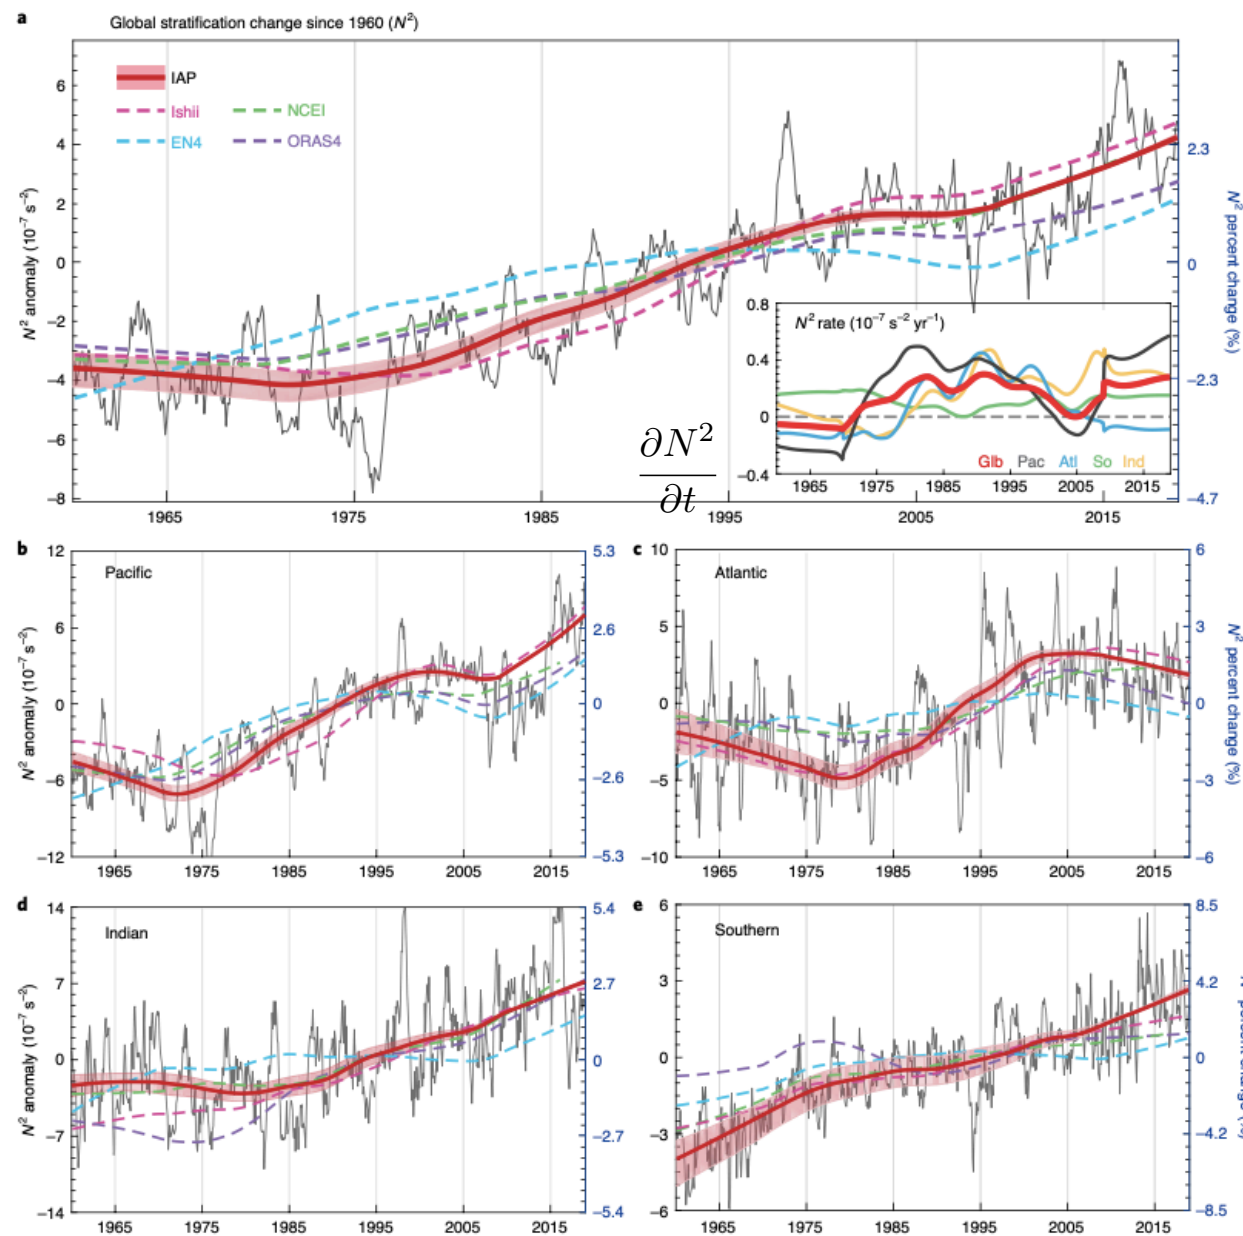 a Global stratification change since 1960 (N²)
IAP
Ishii
NCEI
EN4
ORAS4
N² anomaly (10⁻⁷ s⁻²)
6
4
2
0
−2
−4
−6
−8
1965 1975 1985 1995 2005 2015
2.3
0
−2.3
−4.7
N² percent change (%)
N² rate (10⁻⁷ s⁻² yr⁻¹)
0.8
0.4
0
−0.4
Glb Pac Atl So Ind
1965 1975 1985 1995 2005 2015
∂N²
∂t
b Pacific
N² anomaly (10⁻⁷ s⁻²)
12
6
0
−6
−12
5.3
2.6
0
−2.6
−5.3
1965 1975 1985 1995 2005 2015
c Atlantic
10
5
0
−5
−10
6
3
0
−3
−6
N² percent change (%)
1965 1975 1985 1995 2005 2015
d Indian
N² anomaly (10⁻⁷ s⁻²)
14
7
0
−7
−14
5.4
2.7
0
−2.7
−5.4
1965 1975 1985 1995 2005 2015
e Southern
6
3
0
−3
−6
8.5
4.2
0
−4.2
−8.5
1965 1975 1985 1995 2005 2015